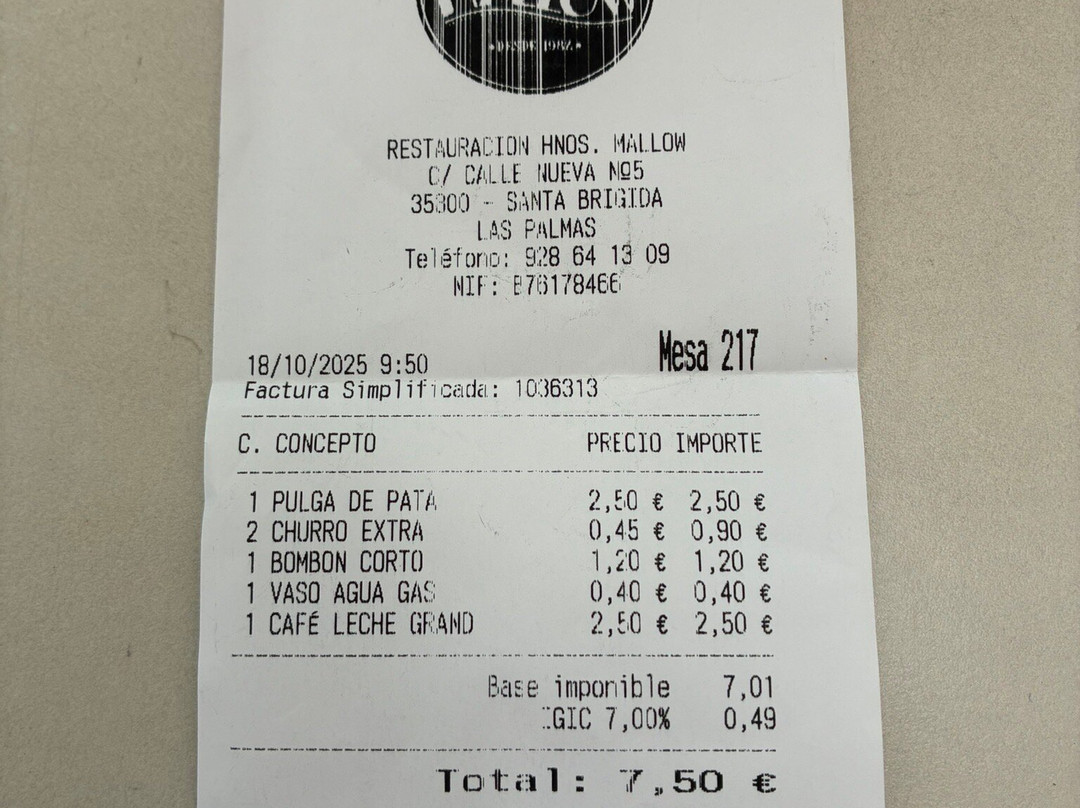 • DESDE 1982 •
RESTAURACION HNOS. MALLOW
C/ CALLE NUEVA Nº5
35300 - SANTA BRIGIDA
LAS PALMAS
Teléfono: 928 64 13 09
NIF: B76178466
Mesa 217
18/10/2025 9:50
Factura Simplificada: 1036313
C. CONCEPTO PRECIO IMPORTE
1 PULGA DE PATA 2,50 € 2,50 €
2 CHURRO EXTRA 0,45 € 0,90 €
1 BOMBON CORTO 1,20 € 1,20 €
1 VASO AGUA GAS 0,40 € 0,40 €
1 CAFÉ LECHE GRAND 2,50 € 2,50 €
Base imponible 7,01
IGIC 7,00% 0,49
Total: 7,50 €